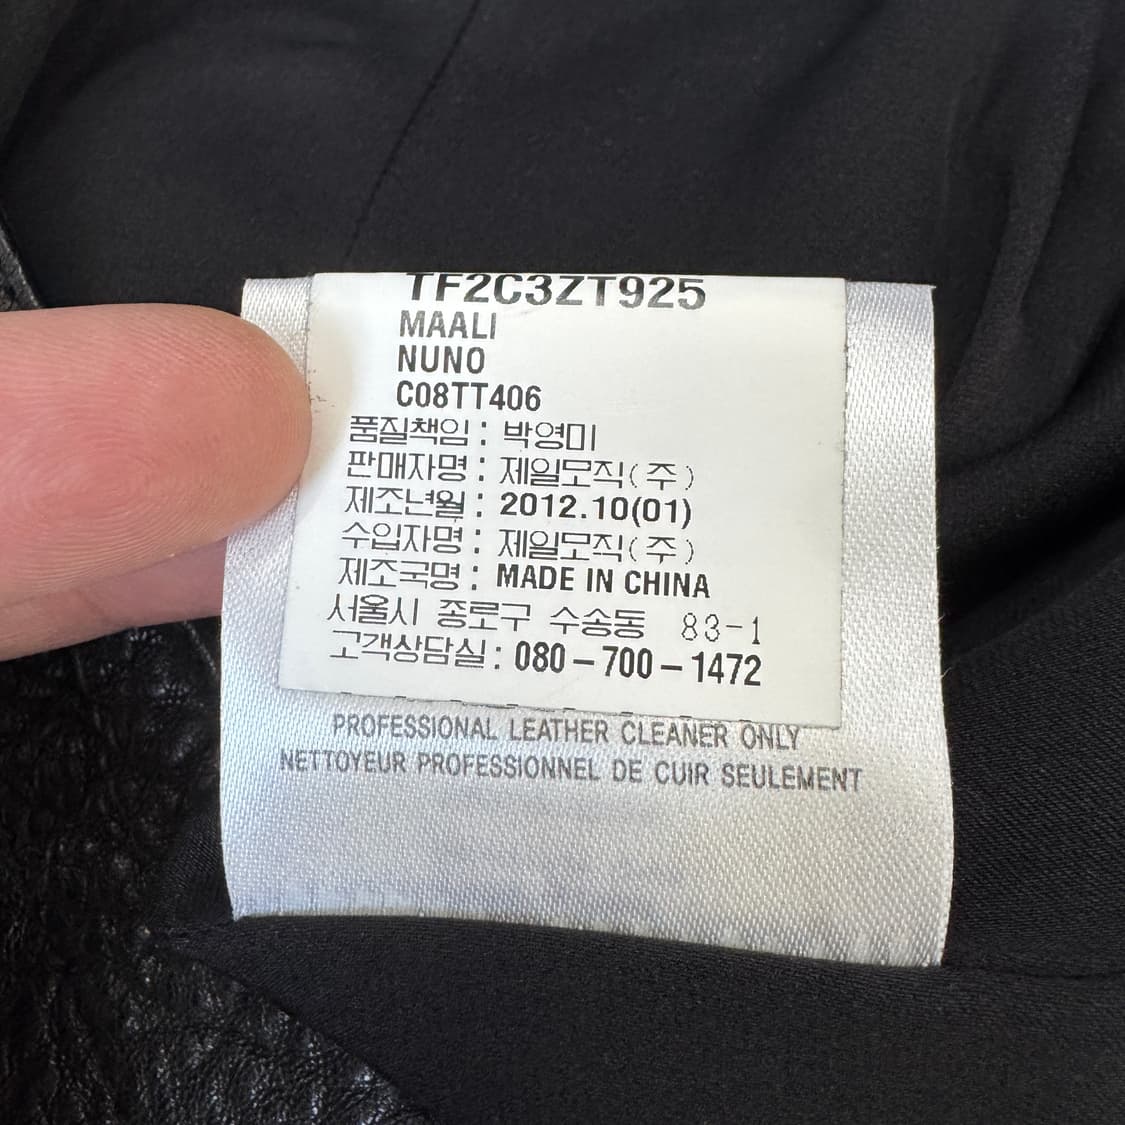 TF2C3ZT925
MAALI
NUNO
C08TT406
품질책임 : 박영미
판매자명 : 제일모직(주)
제조년월 : 2012.10(01)
수입자명 : 제일모직(주)
제조국명 : MADE IN CHINA
서울시 종로구 수송동 83-1
고객상담실 : 080-700-1472
PROFESSIONAL LEATHER CLEANER ONLY
NETTOYEUR PROFESSIONNEL DE CUIR SEULEMENT